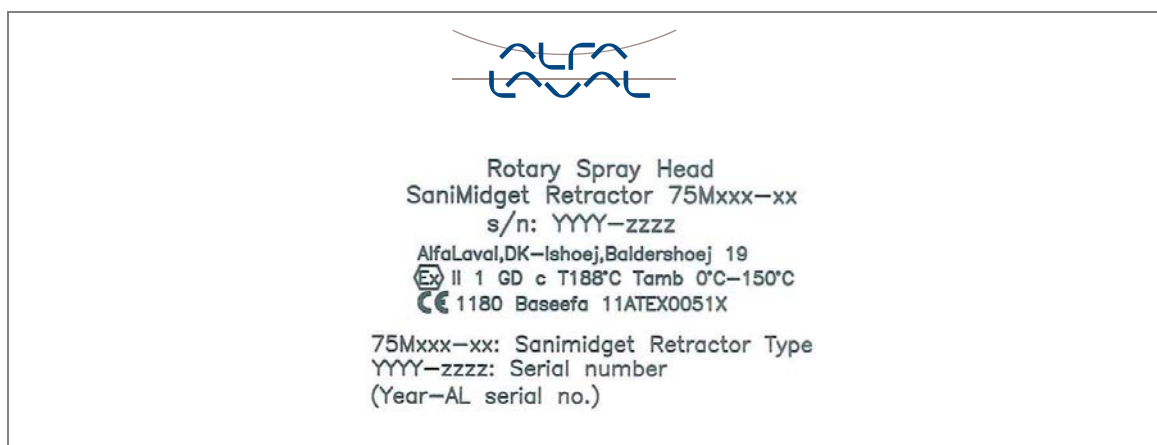 ALFA
LAVAL
Rotary Spray Head
SaniMidget Retractor 75Mxxx-xx
s/n: YYYY-zzzz
AlfaLaval,DK-Ishoej,Baldershoej 19
Ex II 1 GD c T188°C Tamb 0°C-150°C
CE 1180 Baseefa 11ATEX0051X
75Mxxx-xx: Sanimidget Retractor Type
YYYY-zzzz: Serial number
(Year-AL serial no.)